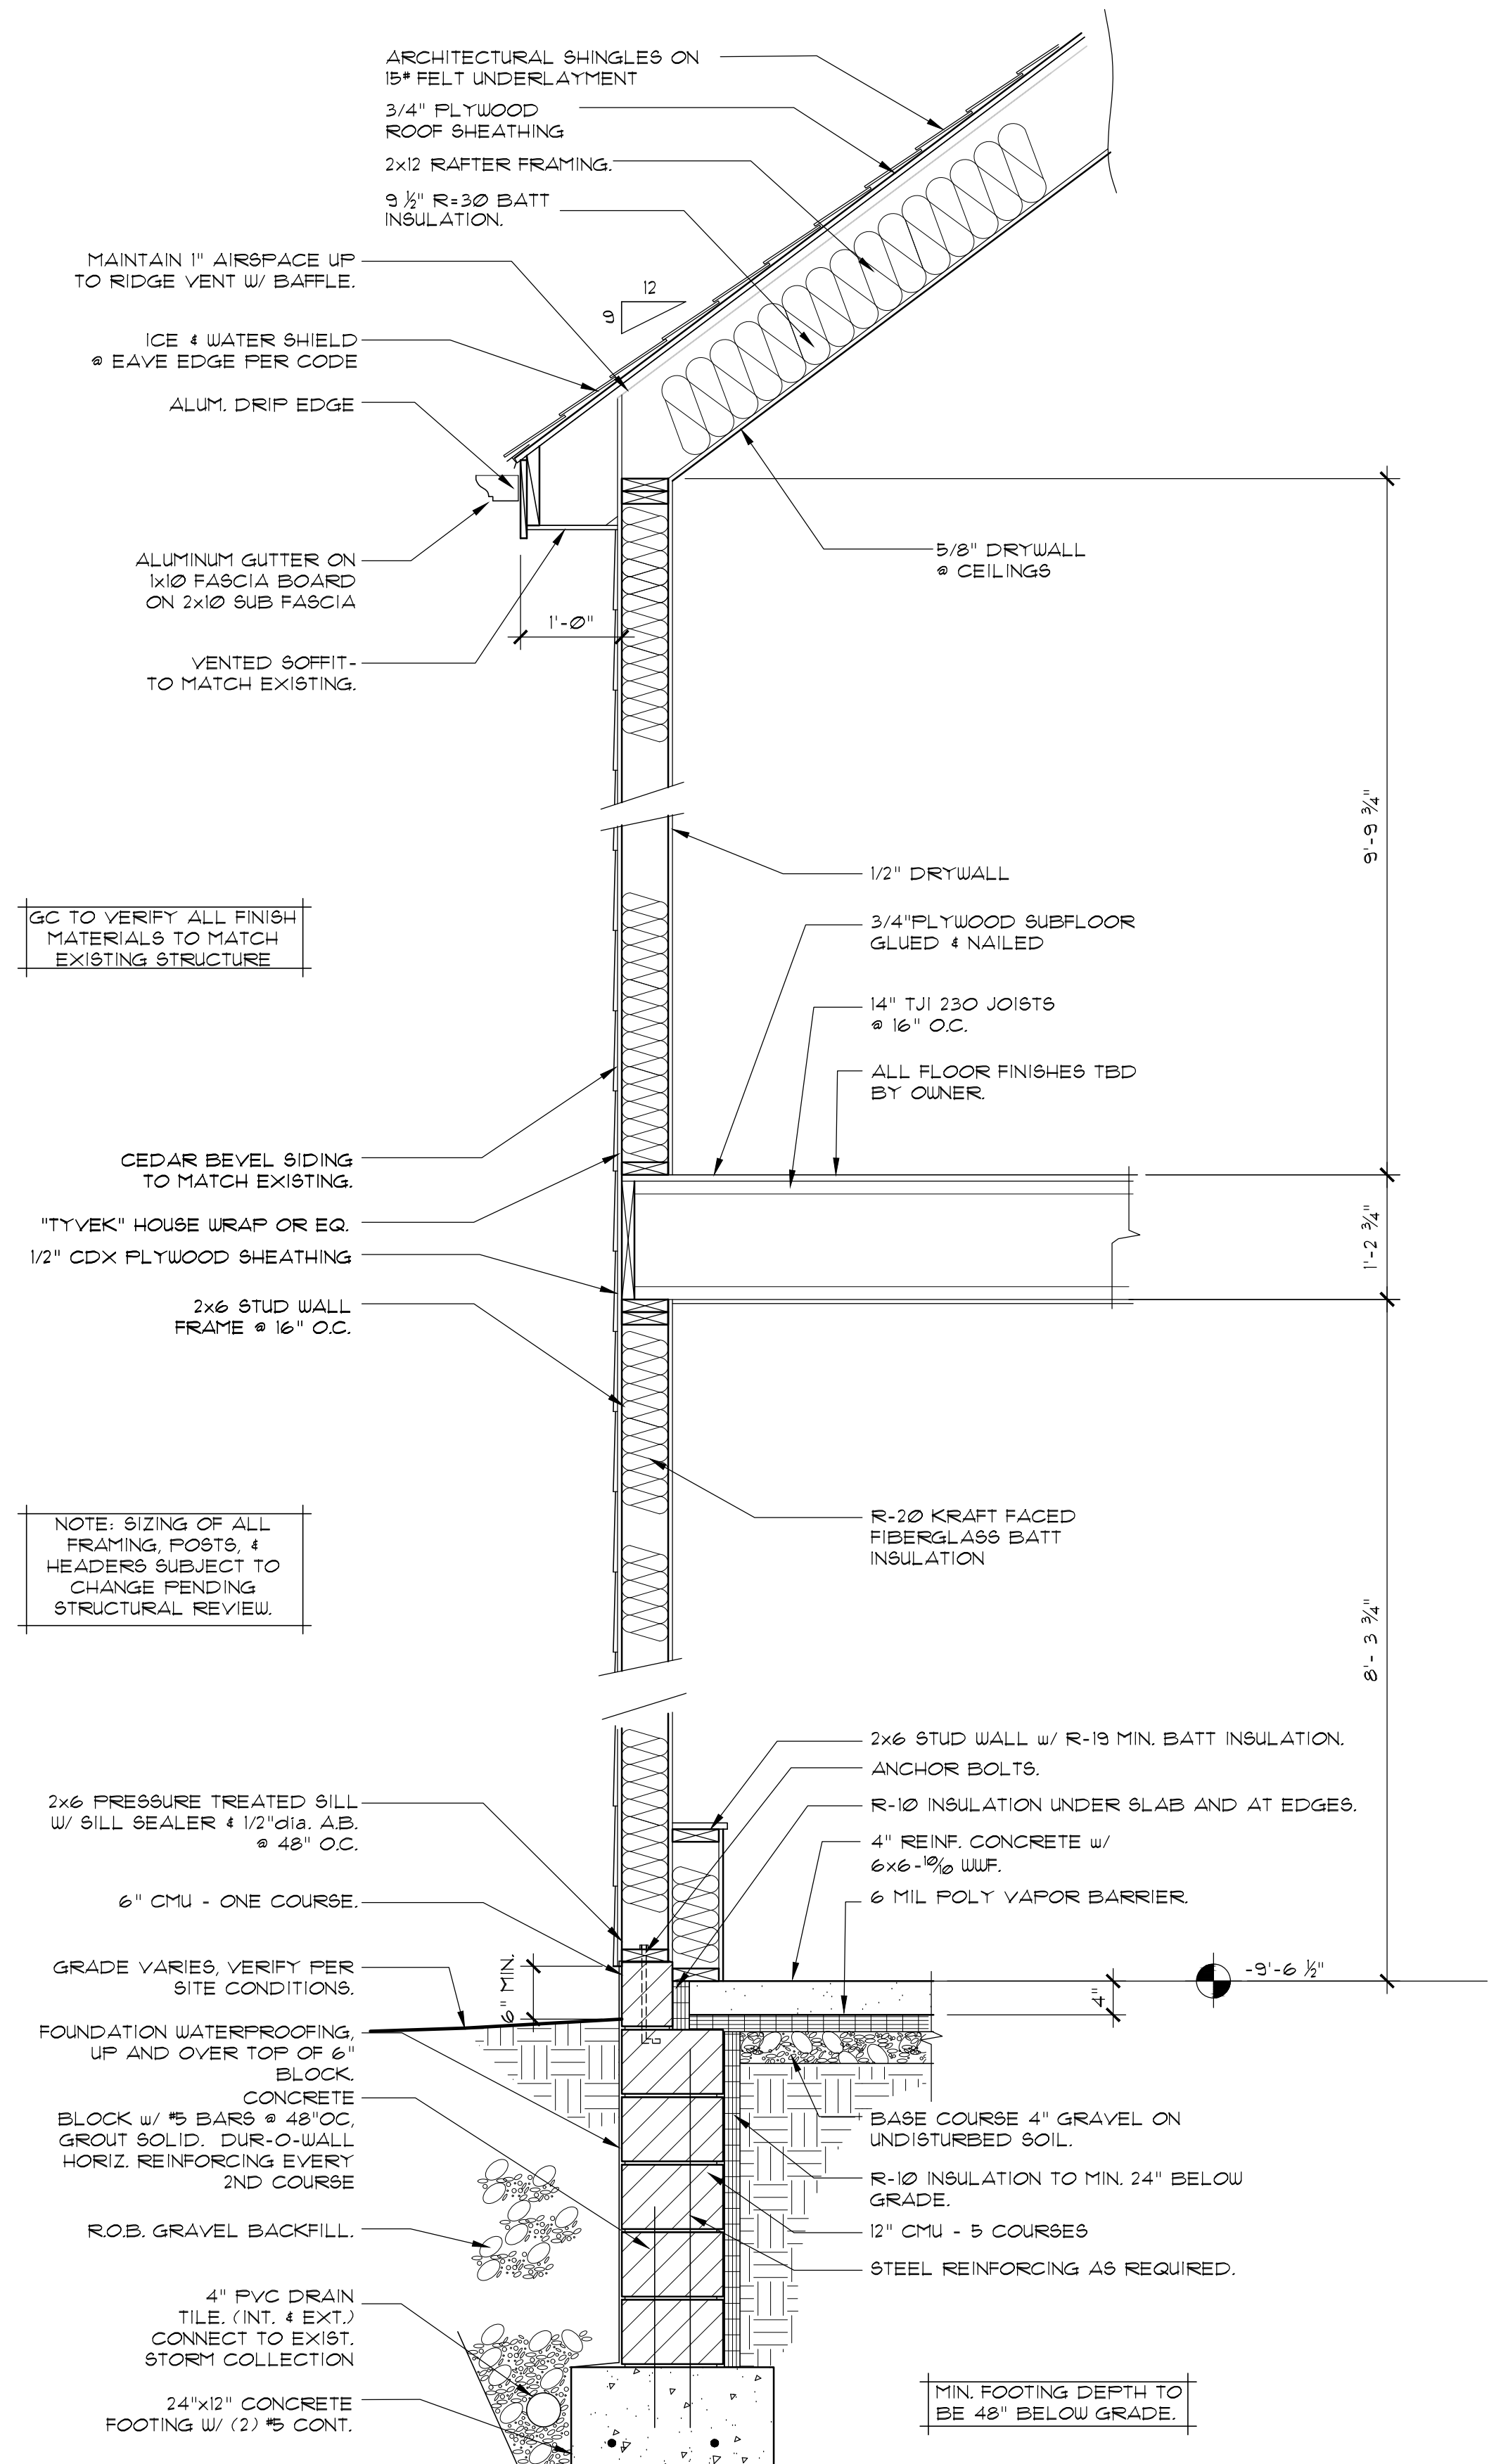 ARCHITECTURAL SHINGLES ON
15# FELT UNDERLAYMENT
3/4" PLYWOOD
ROOF SHEATHING
2x12 RAFTER FRAMING.
9 ½" R=30 BATT
INSULATION.
MAINTAIN 1" AIRSPACE UP
TO RIDGE VENT W/ BAFFLE.
12
9
ICE & WATER SHIELD
@ EAVE EDGE PER CODE
ALUM. DRIP EDGE
ALUMINUM GUTTER ON
1x10 FASCIA BOARD
ON 2x10 SUB FASCIA
5/8" DRYWALL
@ CEILINGS
1'-0"
VENTED SOFFIT-
TO MATCH EXISTING.
9'-9 ¾"
1/2" DRYWALL
GC TO VERIFY ALL FINISH
MATERIALS TO MATCH
EXISTING STRUCTURE
3/4"PLYWOOD SUBFLOOR
GLUED & NAILED
14" TJI 230 JOISTS
@ 16" O.C.
ALL FLOOR FINISHES TBD
BY OWNER.
CEDAR BEVEL SIDING
TO MATCH EXISTING.
"TYVEK" HOUSE WRAP OR EQ.
1/2" CDX PLYWOOD SHEATHING
1'-2 ¾"
2x6 STUD WALL
FRAME @ 16" O.C.
R-20 KRAFT FACED
FIBERGLASS BATT
INSULATION
NOTE: SIZING OF ALL
FRAMING, POSTS, &
HEADERS SUBJECT TO
CHANGE PENDING
STRUCTURAL REVIEW.
8'- 3 ¾"
2x6 STUD WALL w/ R-19 MIN. BATT INSULATION.
ANCHOR BOLTS.
R-10 INSULATION UNDER SLAB AND AT EDGES.
4" REINF. CONCRETE w/
6x6-10/10 WWF.
6 MIL POLY VAPOR BARRIER.
2x6 PRESSURE TREATED SILL
W/ SILL SEALER & 1/2"dia. A.B.
@ 48" O.C.
6" CMU - ONE COURSE.
GRADE VARIES, VERIFY PER
SITE CONDITIONS.
6" MIN.
4"
-9'-6 ½"
FOUNDATION WATERPROOFING,
UP AND OVER TOP OF 6"
BLOCK.
CONCRETE
BLOCK w/ #5 BARS @ 48"OC,
GROUT SOLID. DUR-O-WALL
HORIZ. REINFORCING EVERY
2ND COURSE
BASE COURSE 4" GRAVEL ON
UNDISTURBED SOIL.
R-10 INSULATION TO MIN. 24" BELOW
GRADE.
12" CMU - 5 COURSES
STEEL REINFORCING AS REQUIRED.
R.O.B. GRAVEL BACKFILL.
4" PVC DRAIN
TILE. (INT. & EXT.)
CONNECT TO EXIST.
STORM COLLECTION
24"x12" CONCRETE
FOOTING W/ (2) #5 CONT.
MIN. FOOTING DEPTH TO
BE 48" BELOW GRADE.